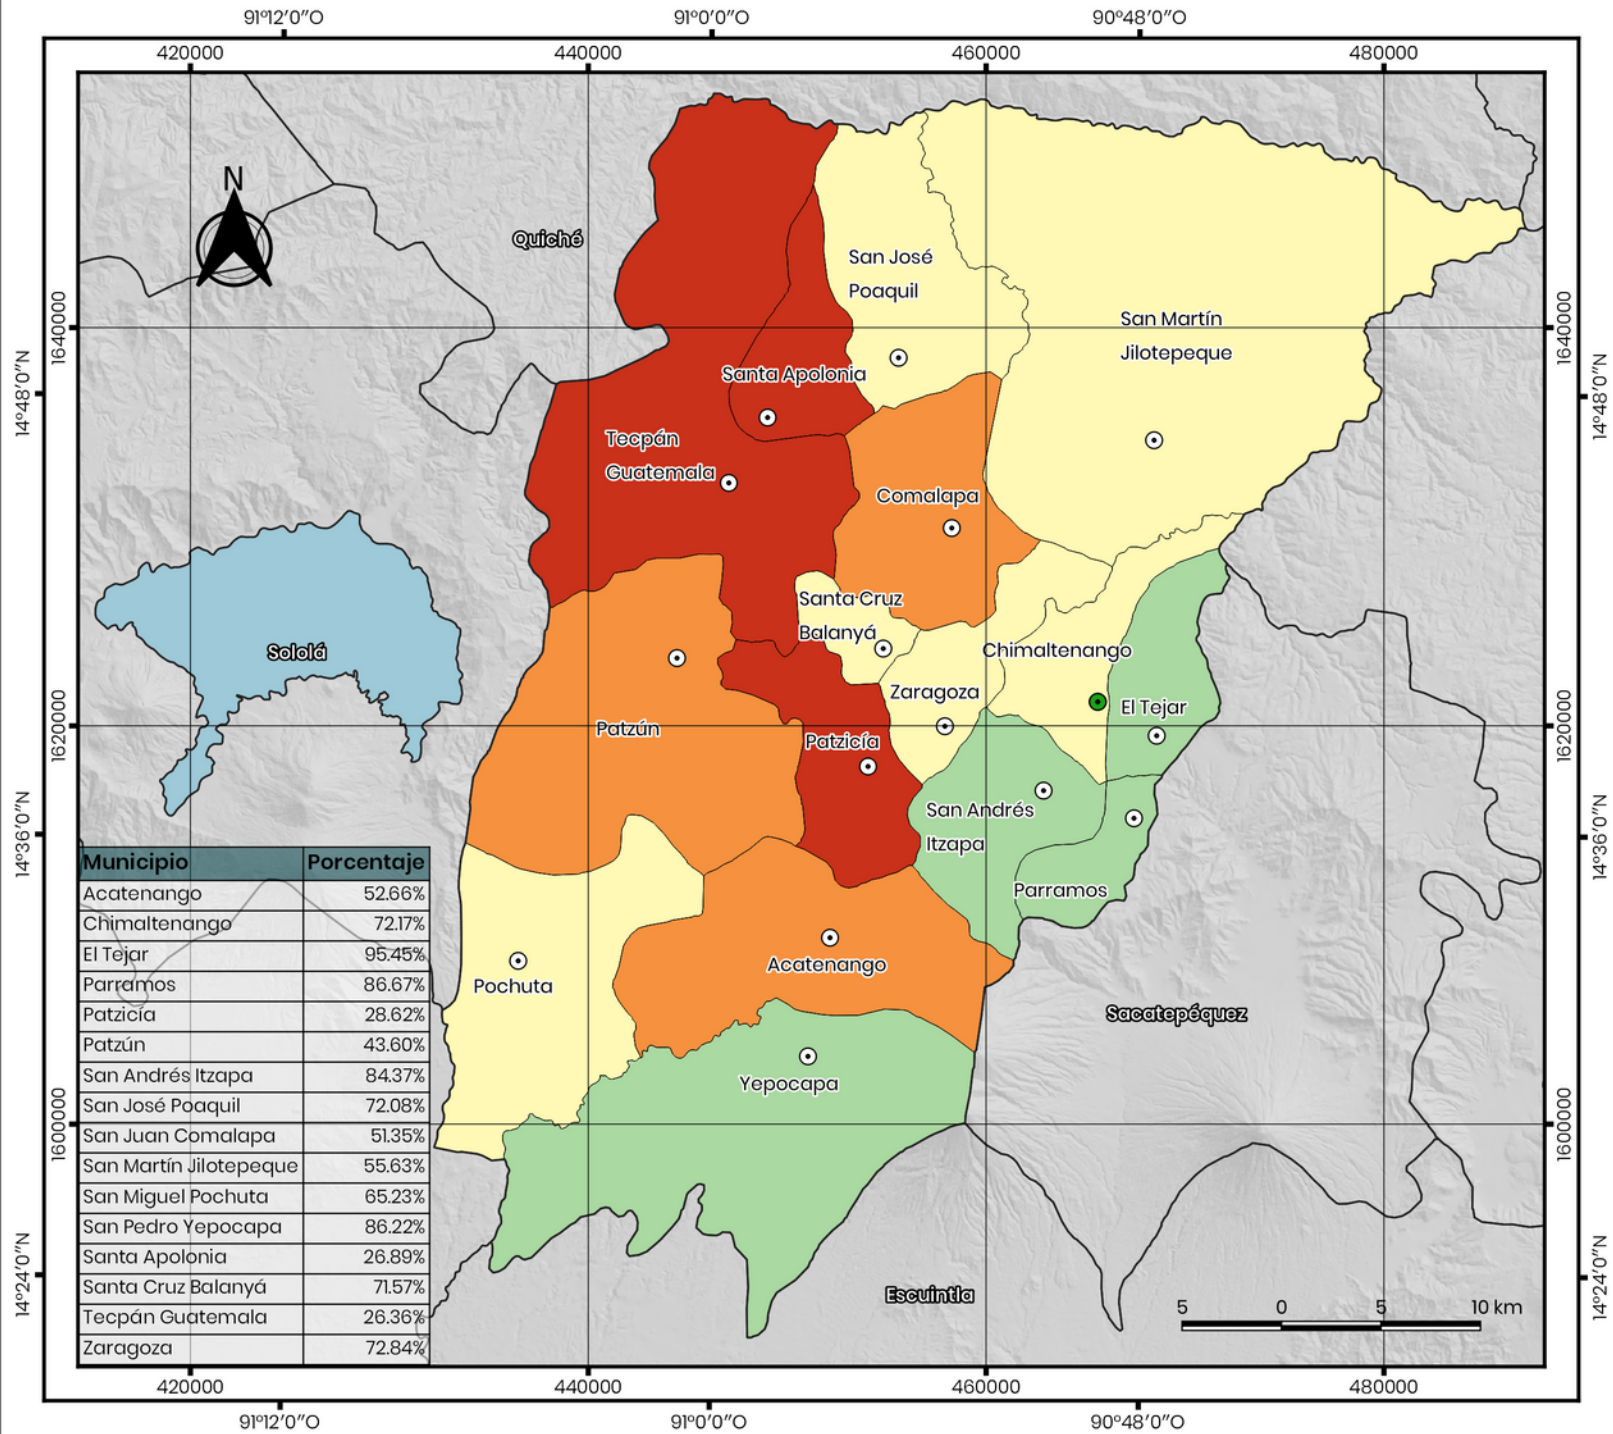 91°12'0"O 91°0'0"O 90°48'0"O
420000 440000 460000 480000
N
Quiché
San José
Poaquil
San Martín
Jilotepeque
1640000 1640000
14°48'0"N 14°48'0"N
Santa Apolonia
Tecpán
Guatemala
Comalapa
Santa Cruz
Balanyá
Sololá
Chimaltenango
Zaragoza
El Tejar
1620000 1620000
Patzún
Patzicía
San Andrés
Itzapa
14°36'0"N 14°36'0"N
Parramos
Acatenango
Pochuta
Sacatepéquez
Yepocapa
1600000 1600000
Escuintla
14°24'0"N 14°24'0"N
5 0 5 10 km
Municipio Porcentaje
Acatenango 52.66%
Chimaltenango 72.17%
El Tejar 95.45%
Parramos 86.67%
Patzicía 28.62%
Patzún 43.60%
San Andrés Itzapa 84.37%
San José Poaquil 72.08%
San Juan Comalapa 51.35%
San Martín Jilotepeque 55.63%
San Miguel Pochuta 65.23%
San Pedro Yepocapa 86.22%
Santa Apolonia 26.89%
Santa Cruz Balanyá 71.57%
Tecpán Guatemala 26.36%
Zaragoza 72.84%
420000 440000 460000 480000
91°12'0"O 91°0'0"O 90°48'0"O